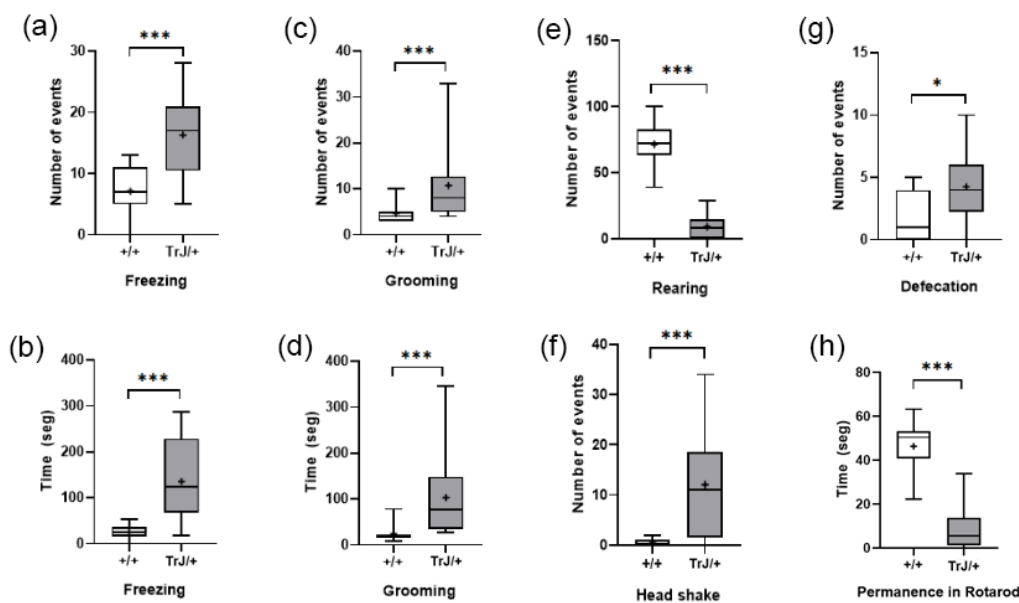 (a)
***
30
20
10
0
Number of events
+/+
TrJ/+
Freezing
(c)
***
40
30
20
10
0
Number of events
+/+
TrJ/+
Grooming
(e)
***
150
100
50
0
Number of events
+/+
TrJ/+
Rearing
(g)
*
15
10
5
0
Number of events
+/+
TrJ/+
Defecation
(b)
***
400
300
200
100
0
Time (seg)
+/+
TrJ/+
Freezing
(d)
***
400
300
200
100
0
Time (seg)
+/+
TrJ/+
Grooming
(f)
***
40
30
20
10
0
Number of events
+/+
TrJ/+
Head shake
(h)
***
80
60
40
20
0
Time (seg)
+/+
TrJ/+
Permanence in Rotarod